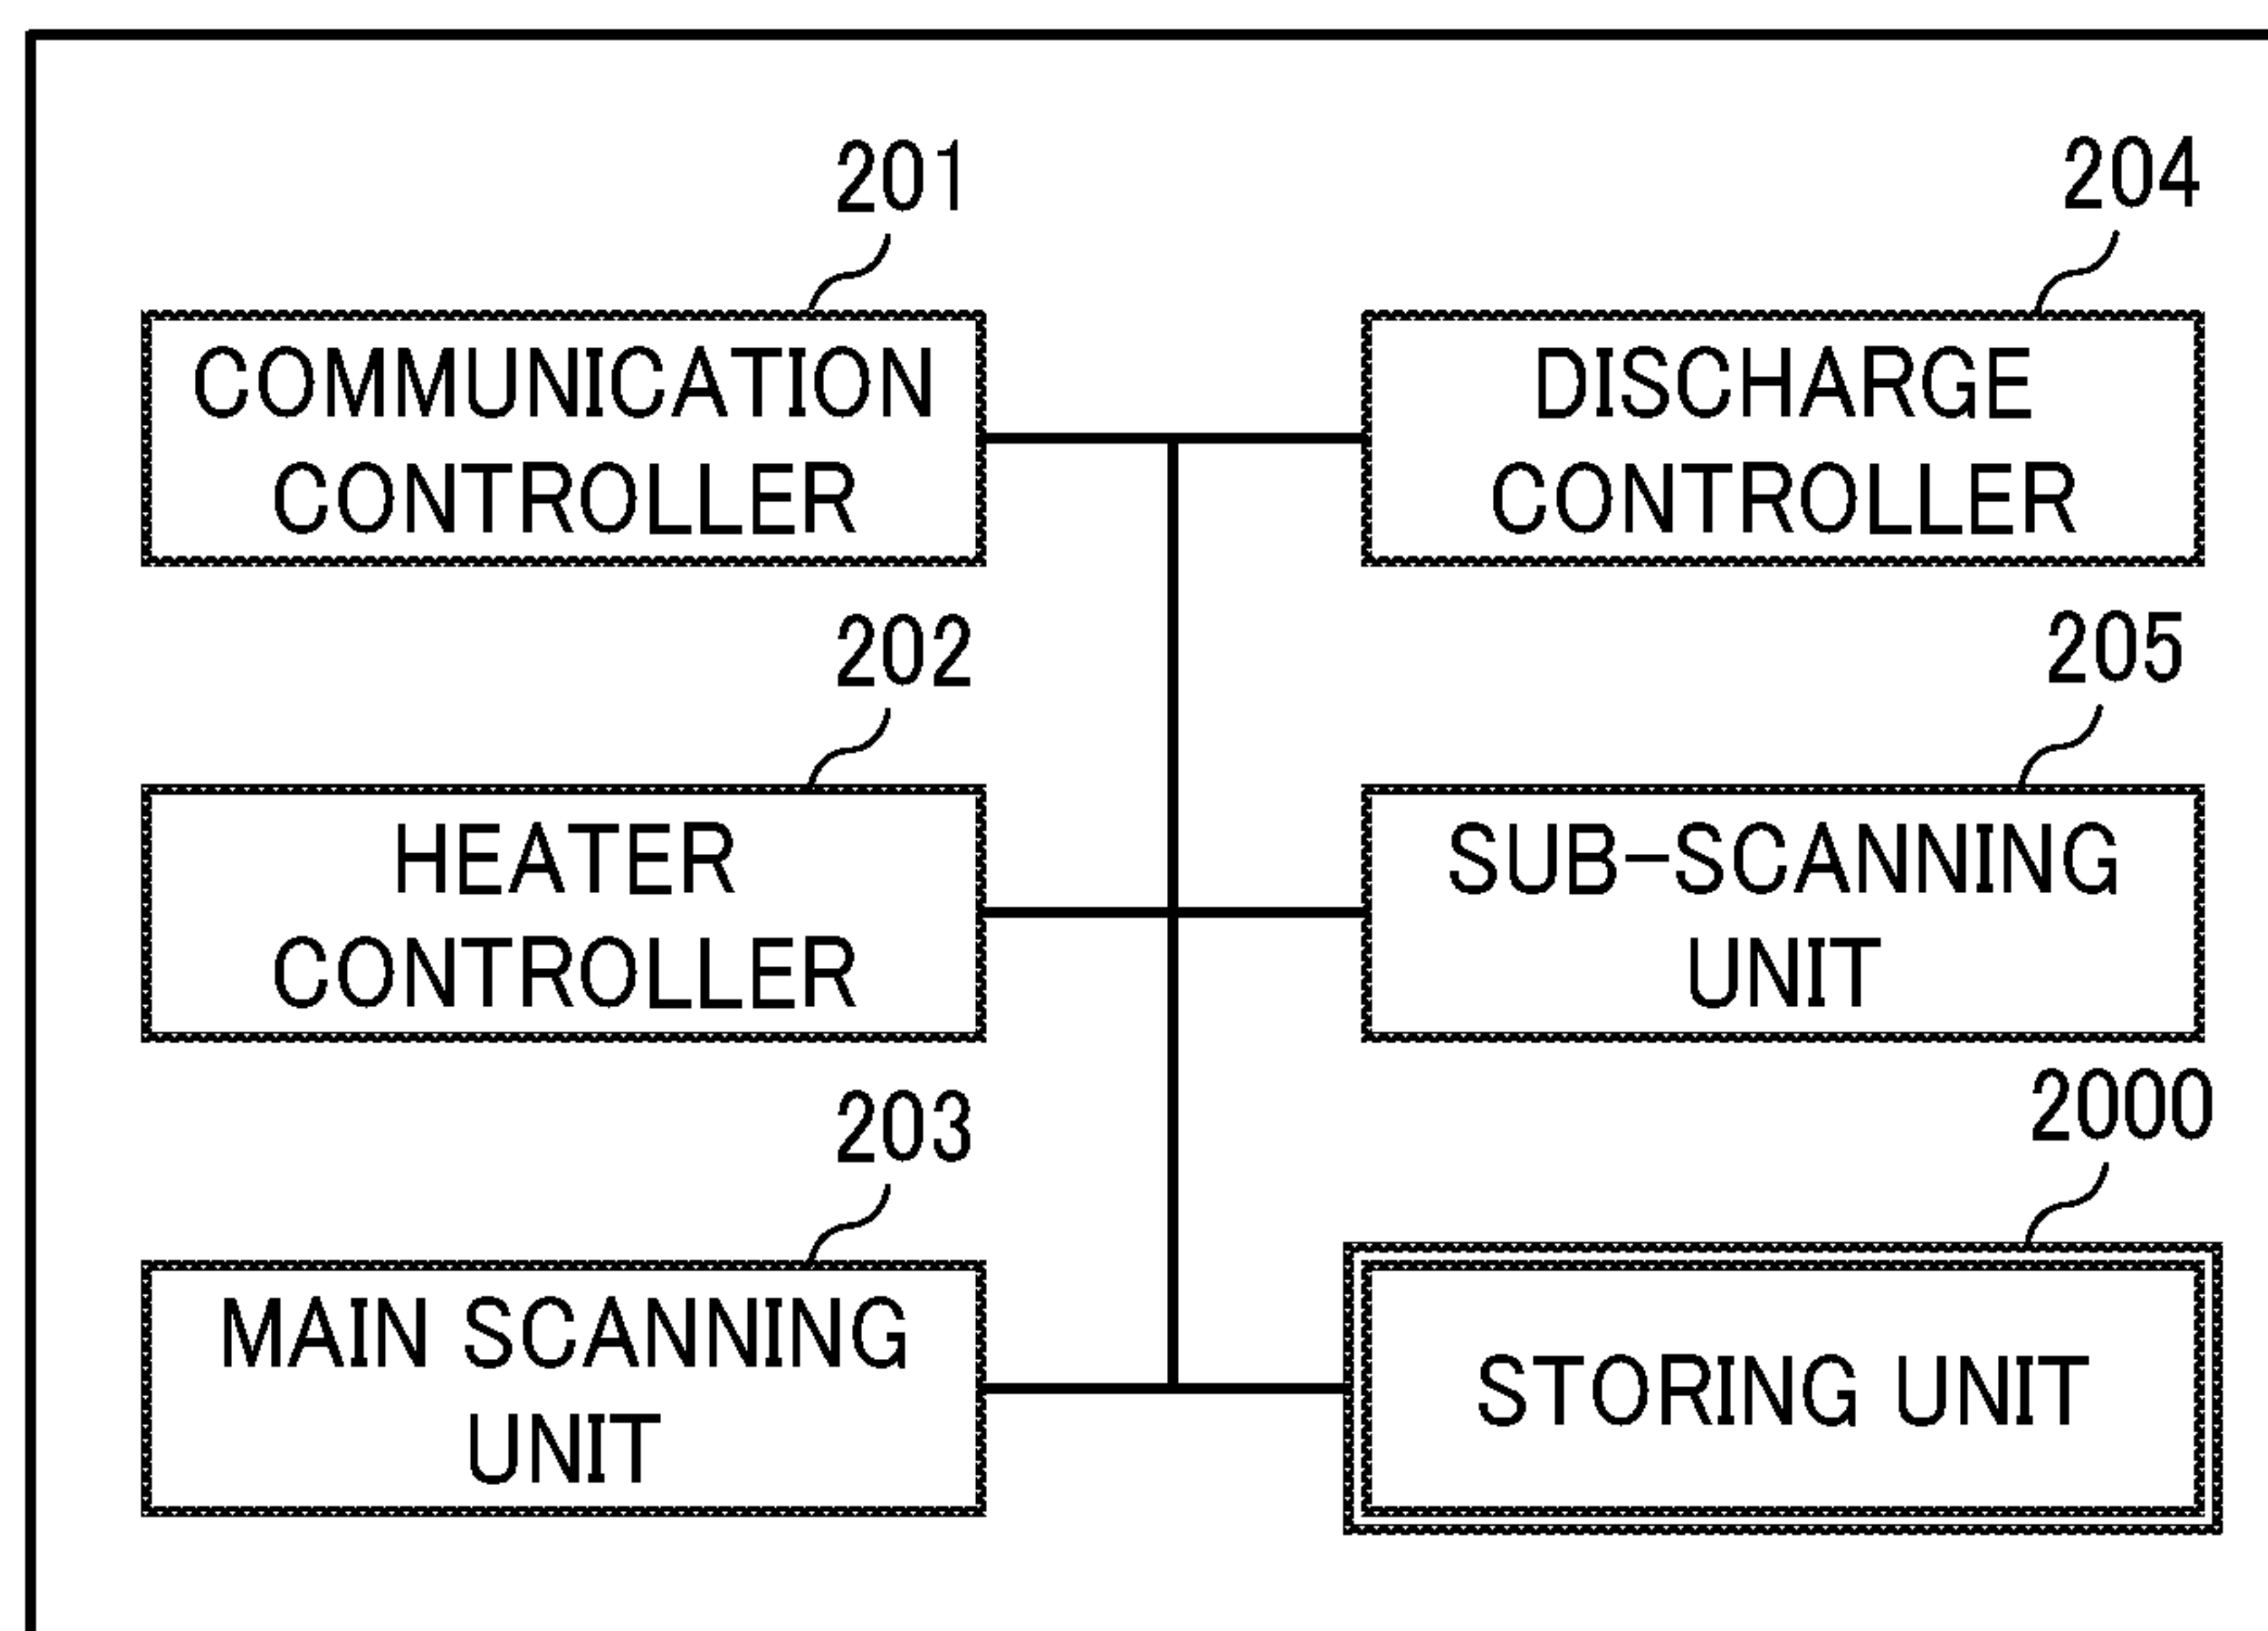 201
COMMUNICATION
CONTROLLER
204
DISCHARGE
CONTROLLER
202
HEATER
CONTROLLER
205
SUB-SCANNING
UNIT
203
MAIN SCANNING
UNIT
2000
STORING UNIT